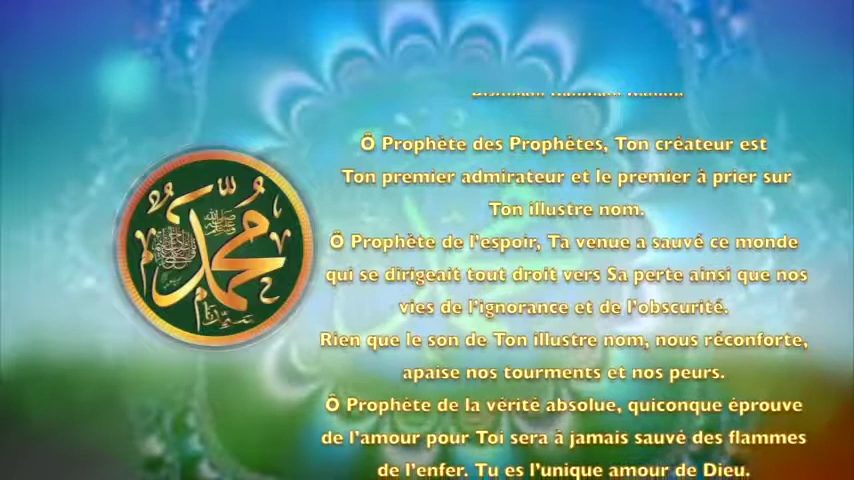 محمد
Ô Prophète des Prophètes, Ton créateur est
Ton premier admirateur et le premier à prier sur
Ton illustre nom.
Ô Prophète de l'espoir, Ta venue a sauvé ce monde
qui se dirigeait tout droit vers Sa perte ainsi que nos
vies de l'ignorance et de l'obscurité.
Rien que le son de Ton illustre nom, nous réconforte,
apaise nos tourments et nos peurs.
Ô Prophète de la vérité absolue, quiconque éprouve
de l'amour pour Toi sera à jamais sauvé des flammes
de l'enfer. Tu es l'unique amour de Dieu.